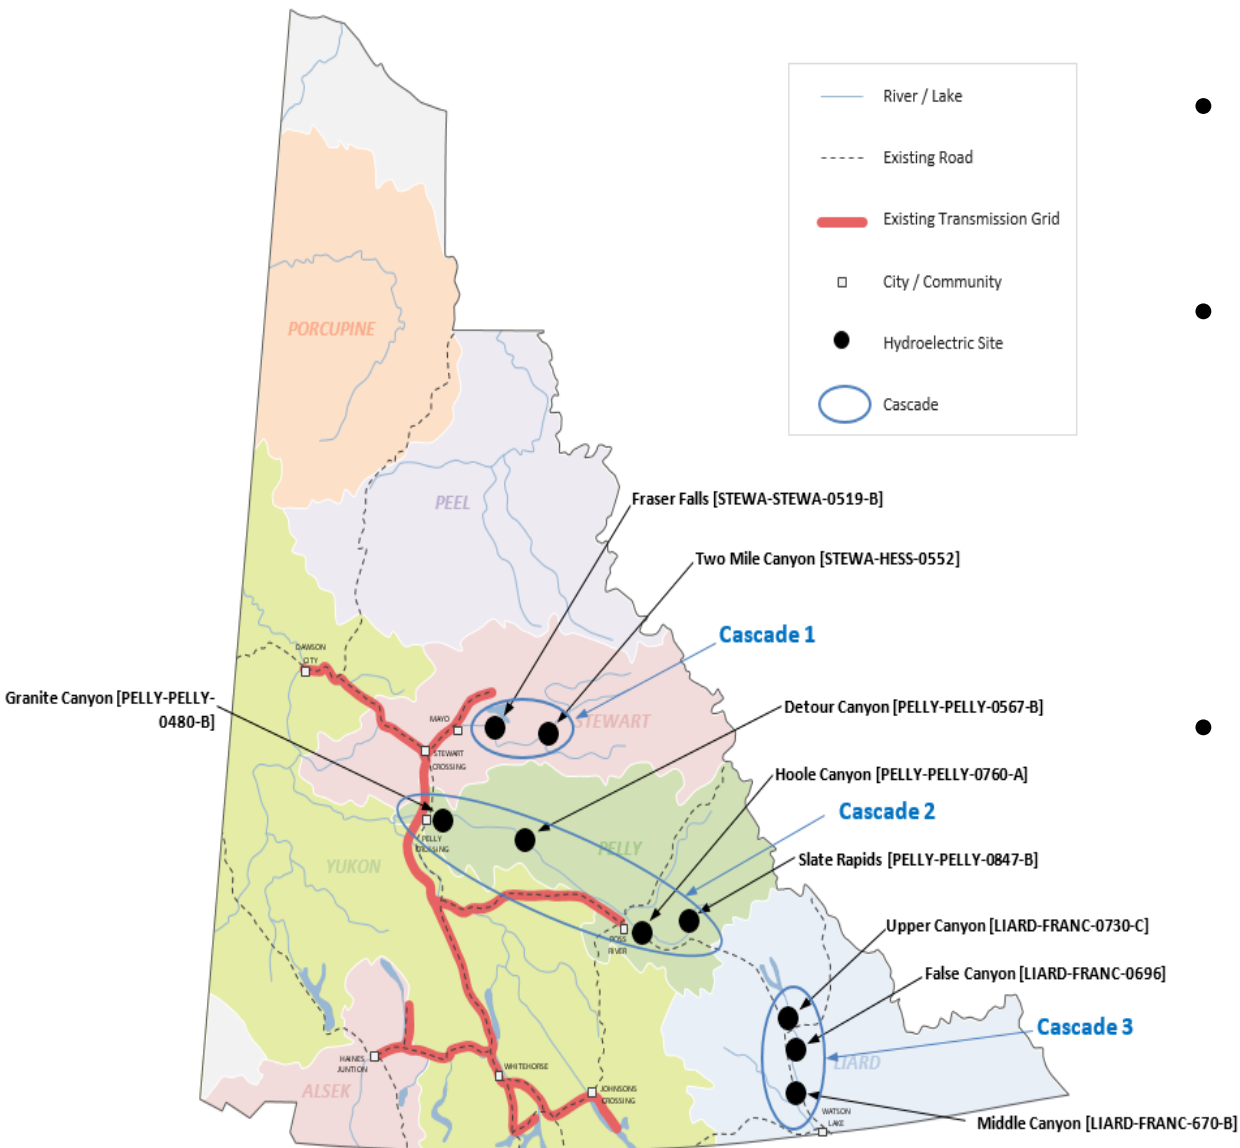 River / Lake
Existing Road
Existing Transmission Grid
City / Community
Hydroelectric Site
Cascade
PORCUPINE
PEEL
Fraser Falls [STEWA-STEWA-0519-B]
Two Mile Canyon [STEWA-HESS-0552]
Cascade 1
DAWSON
CITY
Granite Canyon [PELLY-PELLY-
0480-B]
MAYO
STEWART
Detour Canyon [PELLY-PELLY-0567-B]
STEWART
CROSSING
Hoole Canyon [PELLY-PELLY-0760-A]
Cascade 2
PELLY
CROSSING
PELLY
YUKON
Slate Rapids [PELLY-PELLY-0847-B]
ROSS
RIVER
Upper Canyon [LIARD-FRANC-0730-C]
False Canyon [LIARD-FRANC-0696]
Cascade 3
HAINES
JUNTION
WHITEHORSE
LIARD
ALSEK
JOHNSONS
CROSSING
WATSON
LAKE
Middle Canyon [LIARD-FRANC-670-B]